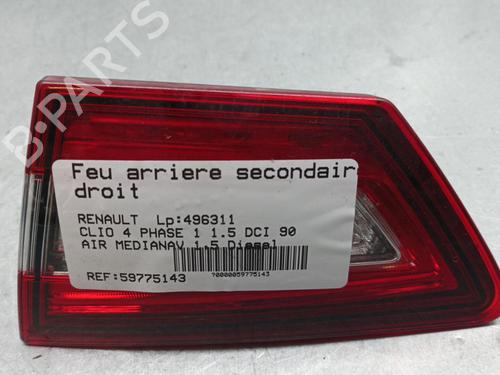 B-PARTS
Feu arriere secondair
droit
RENAULT Lp:496311
CLIO 4 PHASE 1 1.5 DCI 90
AIR MEDIANAV 1.5 Diesel
REF:59775143
?0000059775143